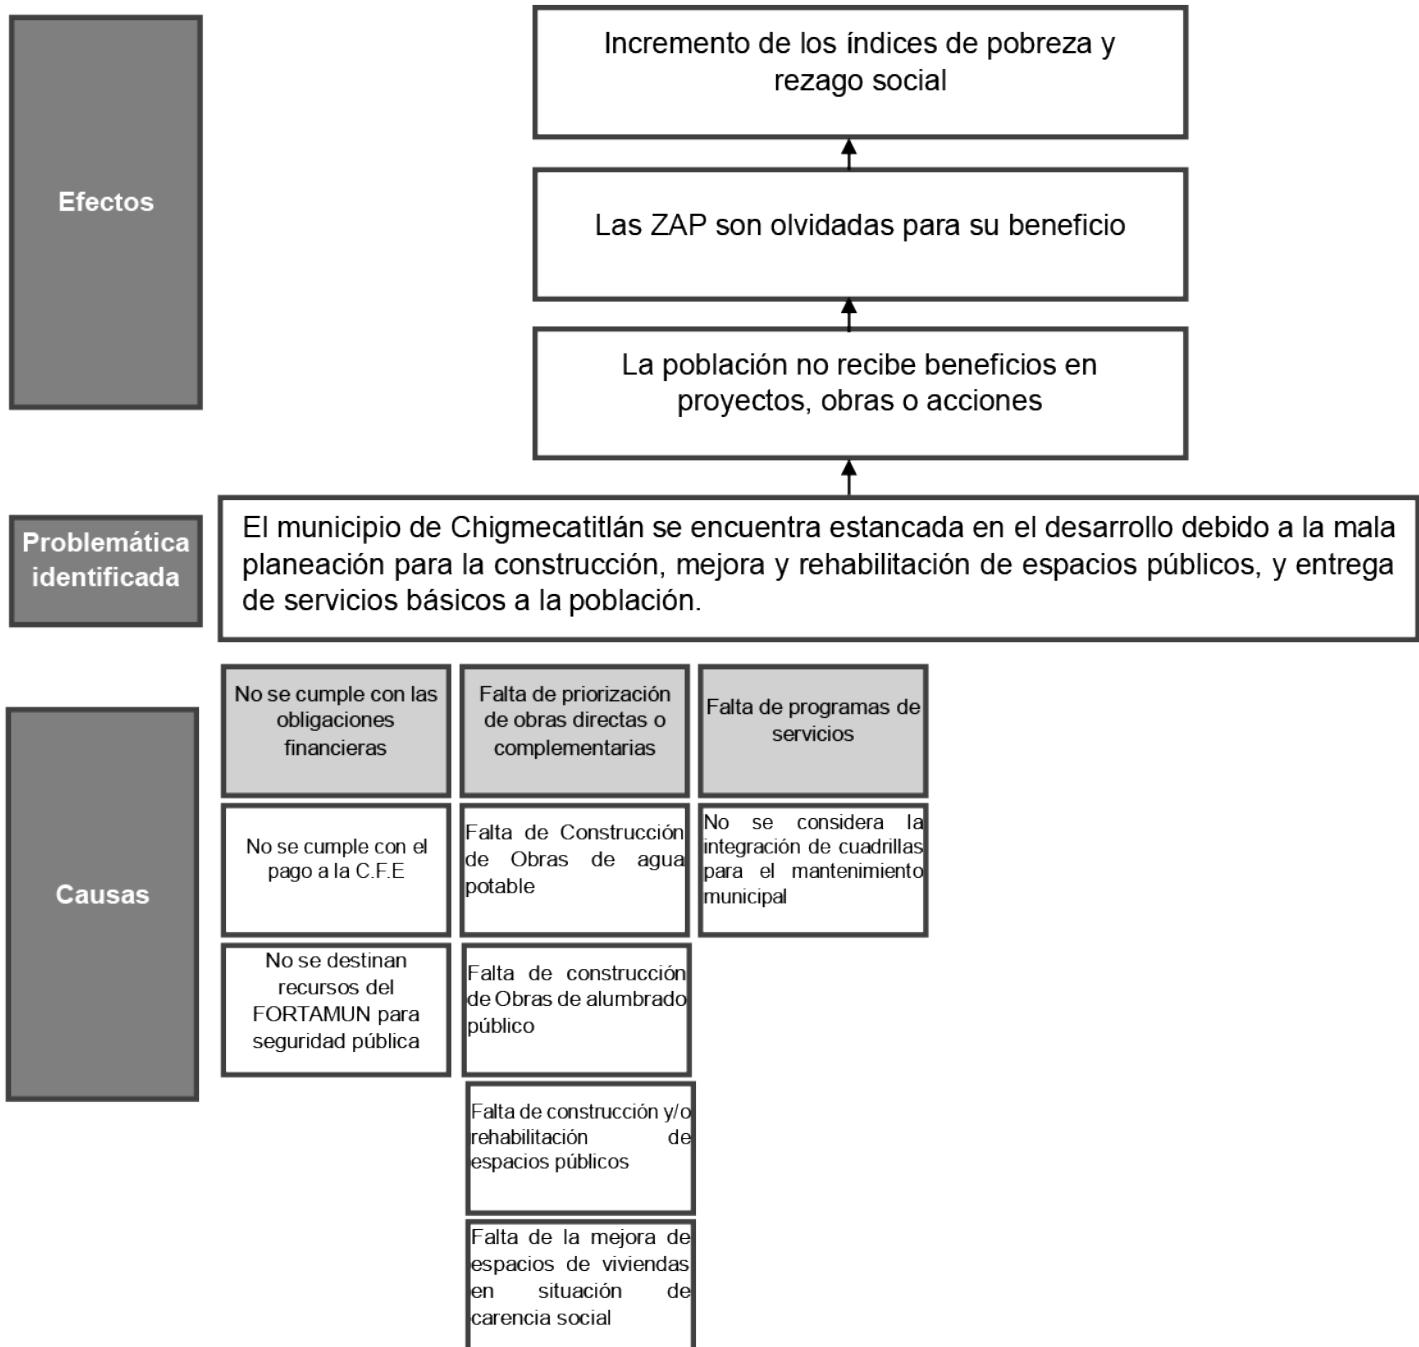 Efectos
Incremento de los índices de pobreza y
rezago social
Las ZAP son olvidadas para su beneficio
La población no recibe beneficios en
proyectos, obras o acciones
Problemática
identificada
El municipio de Chigmecatitlán se encuentra estancada en el desarrollo debido a la mala
planeación para la construcción, mejora y rehabilitación de espacios públicos, y entrega
de servicios básicos a la población.
Causas
No se cumple con las
obligaciones
financieras
No se cumple con el
pago a la C.F.E
No se destinan
recursos del
FORTAMUN para
seguridad pública
Falta de priorización
de obras directas o
complementarias
Falta de Construcción
de Obras de agua
potable
Falta de construcción
de Obras de alumbrado
público
Falta de construcción y/o
rehabilitación de
espacios públicos
Falta de la mejora de
espacios de viviendas
en situación de
carencia social
Falta de programas de
servicios
No se considera la
integración de cuadrillas
para el mantenimiento
municipal